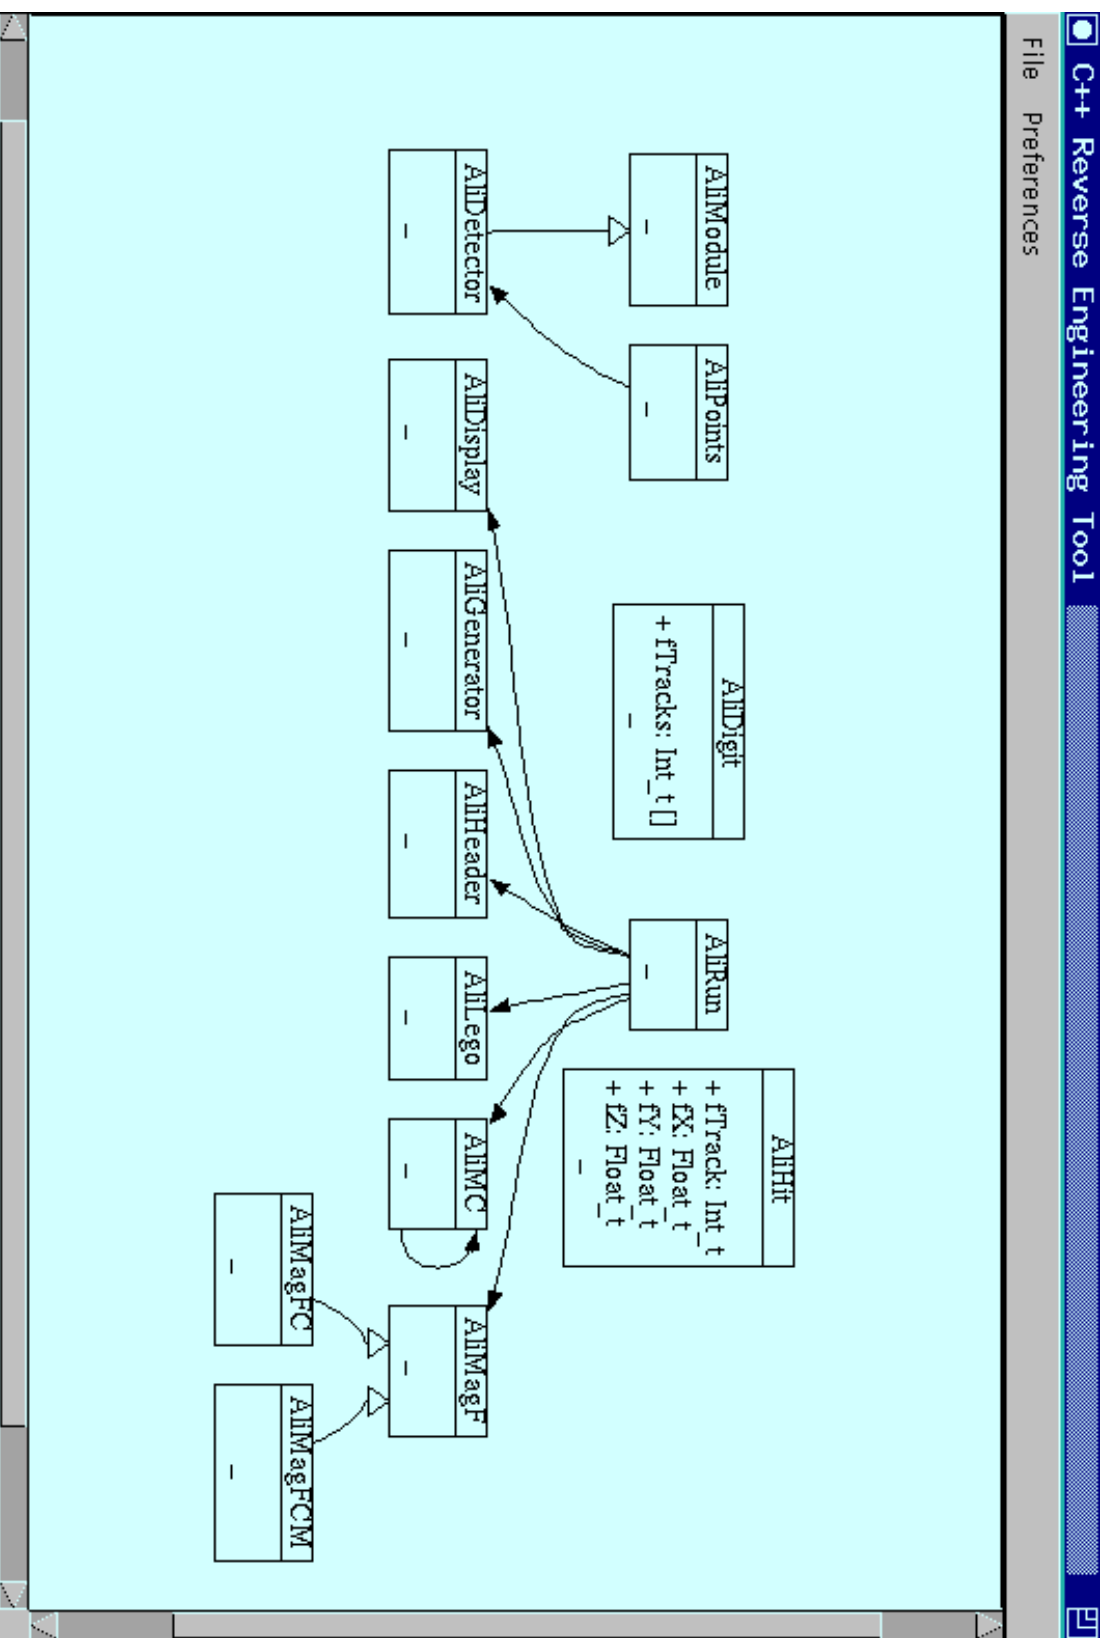 C++ Reverse Engineering Tool
File Preferences
AliModule
AliPoints
AliDigit
+ fTracks: Int_t []
AliRun
AliHit
+ fTrack: Int_t
+ fX: Float_t
+ fY: Float_t
+ fZ: Float_t
AliDetector
AliDisplay
AliGenerator
AliHeader
AliLego
AliMC
AliMagF
AliMagFC
AliMagFCM